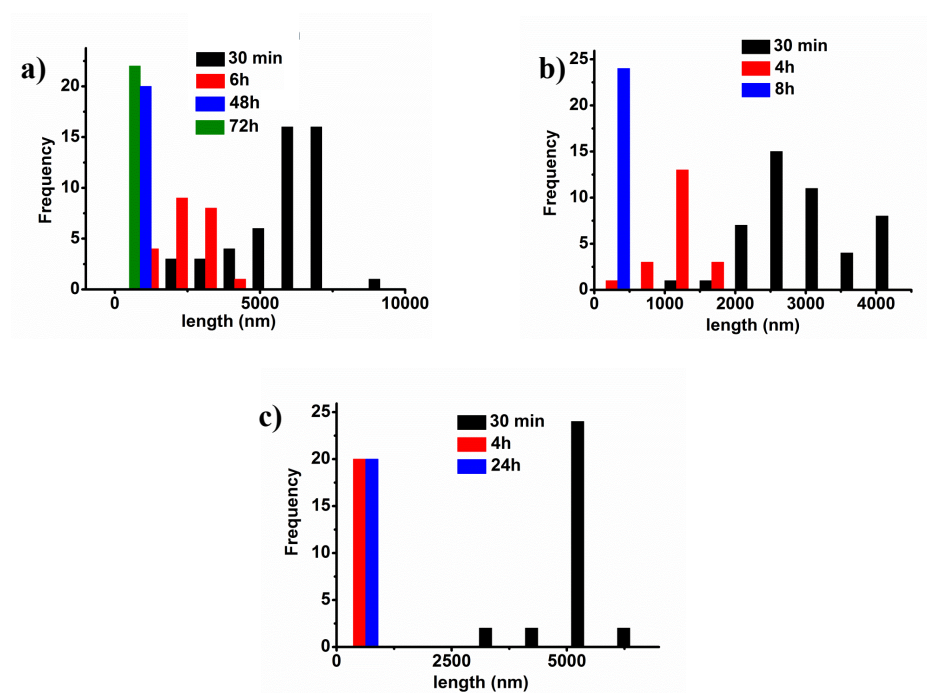 a)
30 min
6h
48h
72h
20
15
10
5
0
Frequency
0 5000 10000
length (nm)
b)
30 min
4h
8h
25
20
15
10
5
0
Frequency
0 1000 2000 3000 4000
length (nm)
c)
30 min
4h
24h
25
20
15
10
5
0
Frequency
0 2500 5000
length (nm)